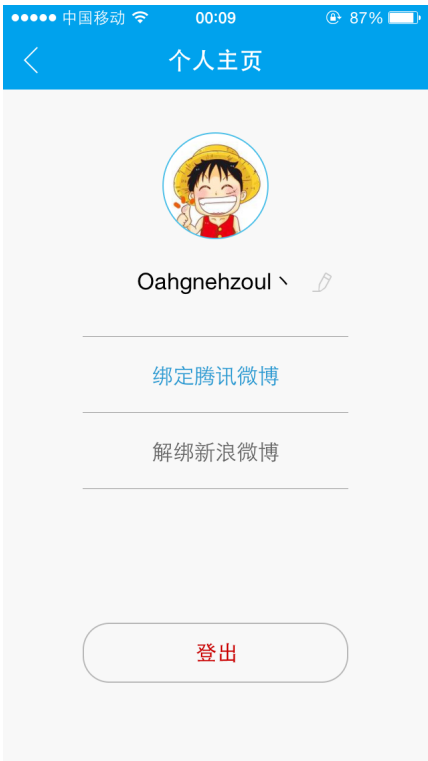 中国移动 00:09 87%
个人主页
Oahgnehzoul丶
绑定腾讯微博
解绑新浪微博
登出